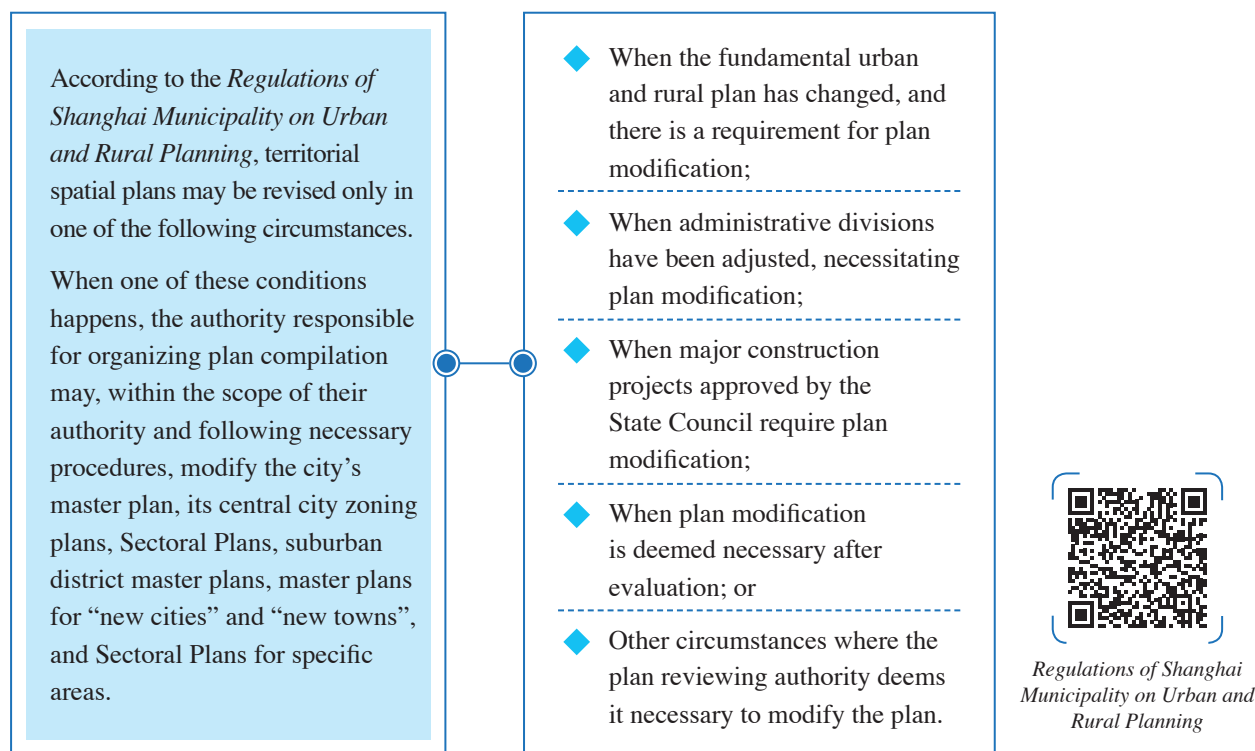 According to the Regulations of
Shanghai Municipality on Urban
and Rural Planning, territorial
spatial plans may be revised only in
one of the following circumstances.
When one of these conditions
happens, the authority responsible
for organizing plan compilation
may, within the scope of their
authority and following necessary
procedures, modify the city’s
master plan, its central city zoning
plans, Sectoral Plans, suburban
district master plans, master plans
for “new cities” and “new towns”,
and Sectoral Plans for specific
areas.
When the fundamental urban
and rural plan has changed, and
there is a requirement for plan
modification;
When administrative divisions
have been adjusted, necessitating
plan modification;
When major construction
projects approved by the
State Council require plan
modification;
When plan modification
is deemed necessary after
evaluation; or
Other circumstances where the
plan reviewing authority deems
it necessary to modify the plan.
Regulations of Shanghai
Municipality on Urban and
Rural Planning